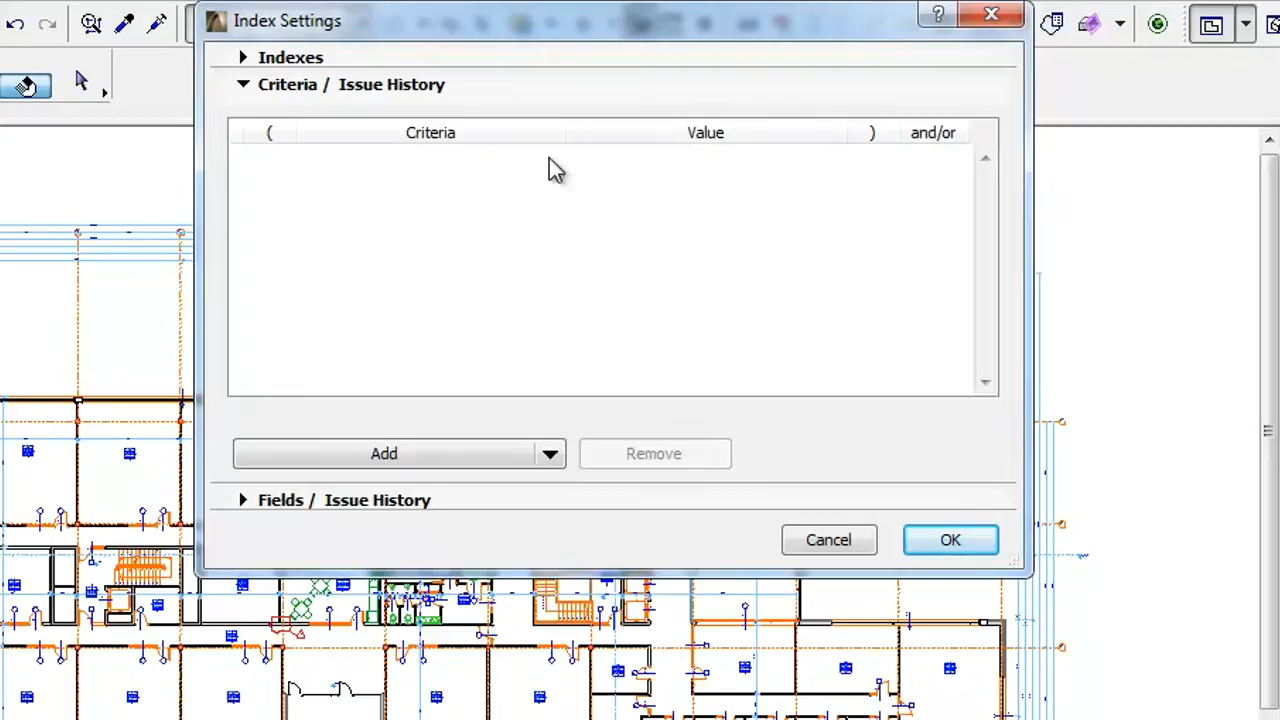 Index Settings
?
Indexes
Criteria / Issue History
( Criteria Value ) and/or
Add Remove
Fields / Issue History
Cancel OK